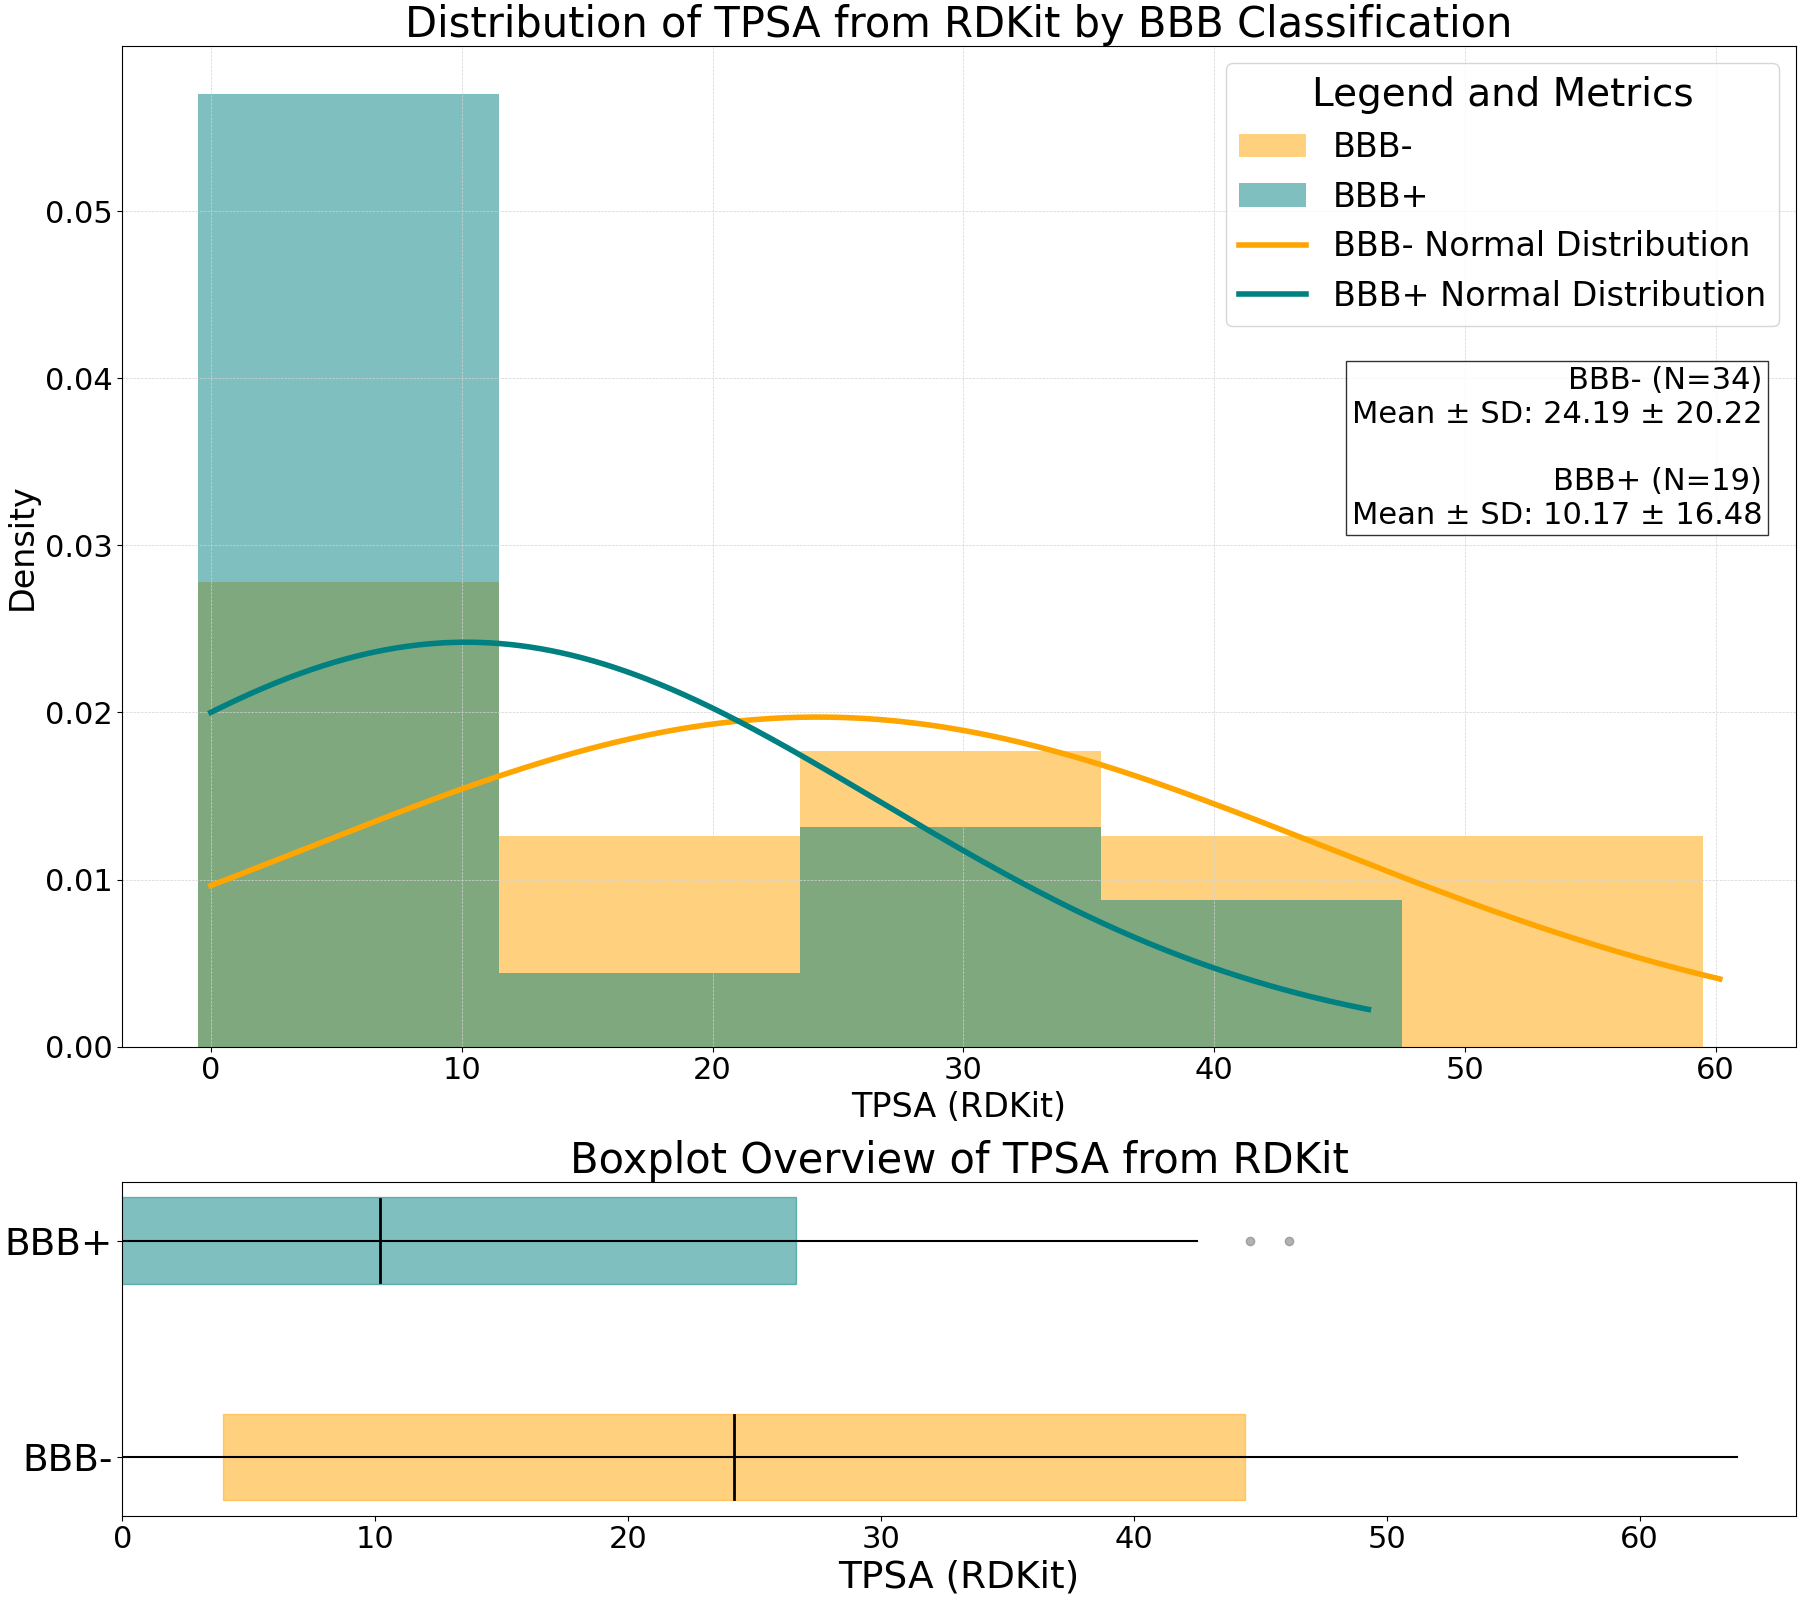 Distribution of TPSA from RDKit by BBB Classification
Legend and Metrics
BBB-
BBB+
BBB- Normal Distribution
BBB+ Normal Distribution
BBB- (N=34)
Mean ± SD: 24.19 ± 20.22
BBB+ (N=19)
Mean ± SD: 10.17 ± 16.48
Density
0.05
0.04
0.03
0.02
0.01
0.00
0 10 20 30 40 50 60
TPSA (RDKit)
Boxplot Overview of TPSA from RDKit
BBB+
BBB-
0 10 20 30 40 50 60
TPSA (RDKit)